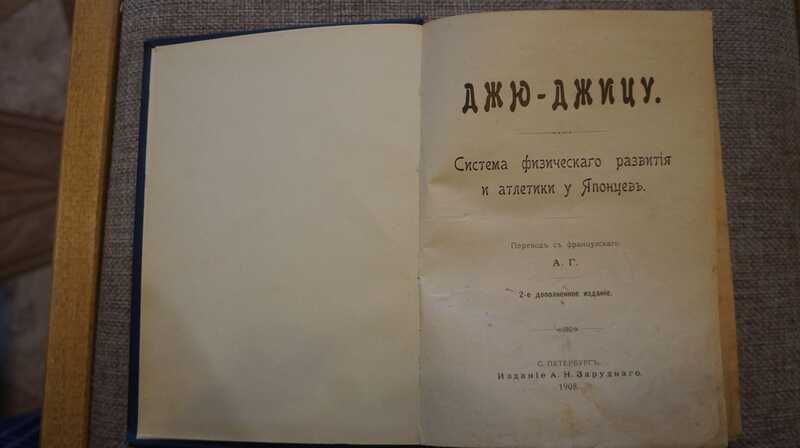 ДЖЮ-ДЖИЦУ.
Система физическаго развитія
и атлетики у Японцевъ.
Переводъ съ французскаго
А. Г.
2-е дополненное изданіе.
С. ПЕТЕРБУРГЪ.
Изданіе А. Н. Заруднаго.
1908.